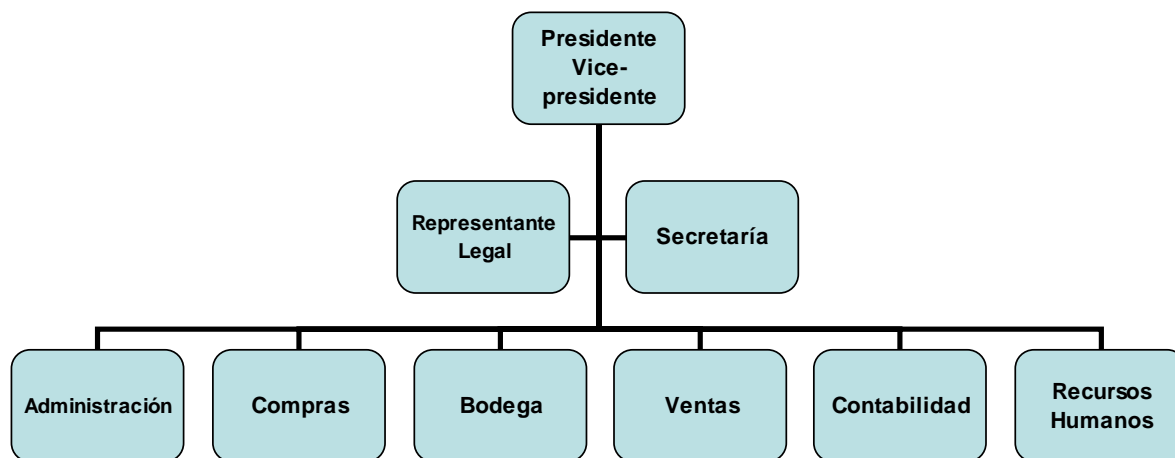 Presidente
Vice-
presidente
Representante
Legal
Secretaría
Administración
Compras
Bodega
Ventas
Contabilidad
Recursos
Humanos